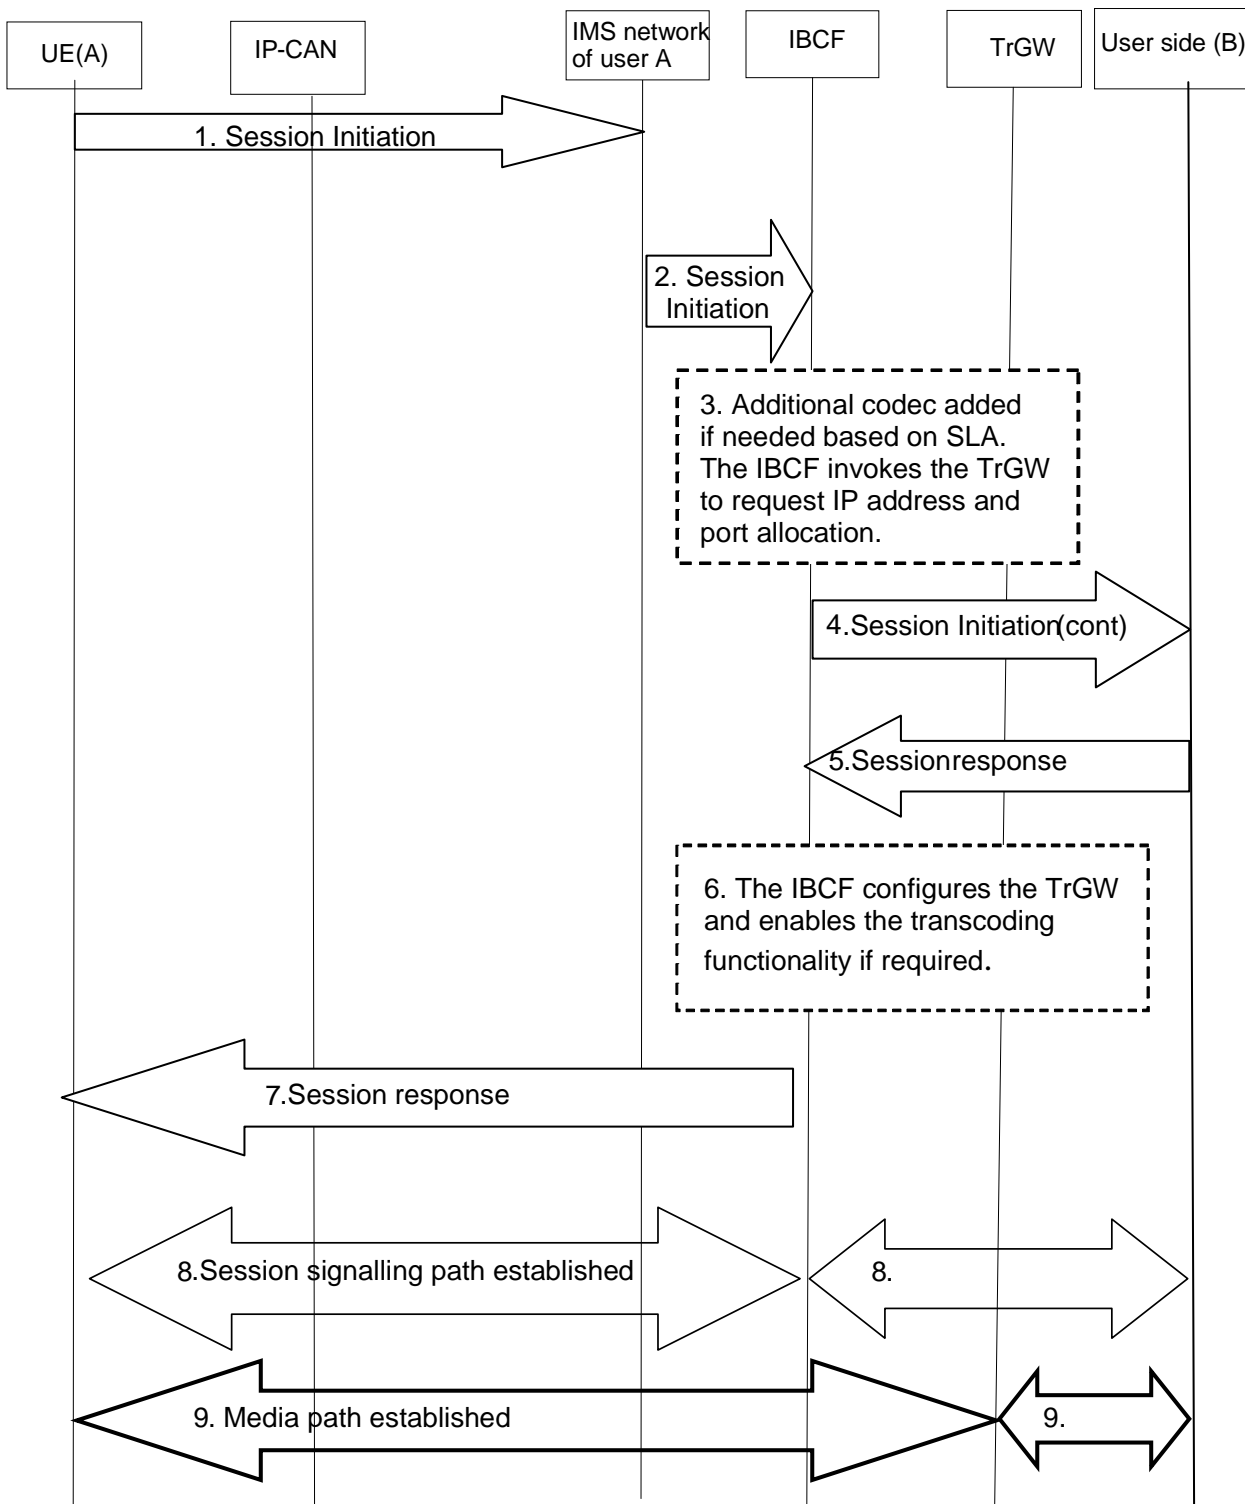 UE(A)
IP-CAN
IMS network
of user A
IBCF
TrGW
User side (B)
1. Session Initiation
2. Session
Initiation
3. Additional codec added
if needed based on SLA.
The IBCF invokes the TrGW
to request IP address and
port allocation.
4.Session Initiation(cont)
5.Sessionresponse
6. The IBCF configures the TrGW
and enables the transcoding
functionality if required.
7.Session response
8.Session signalling path established
8.
9. Media path established
9.